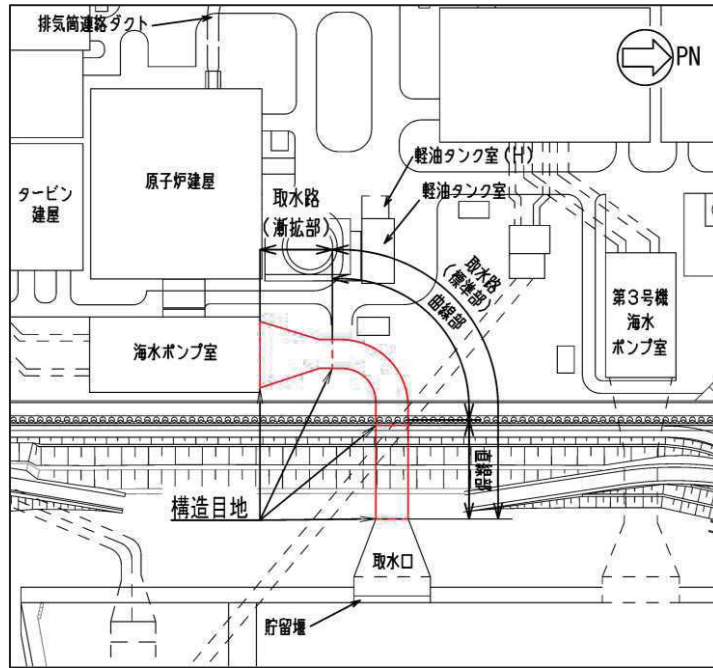 排気筒連絡ダクト
PN
原子炉建屋
タービン
建屋
軽油タンク室(H)
軽油タンク室
取水路
(漸拡部)
取水路
(標準部)
曲線部
第3号機
海水
ポンプ室
海水ポンプ室
直線部
構造目地
取水口
貯留堰